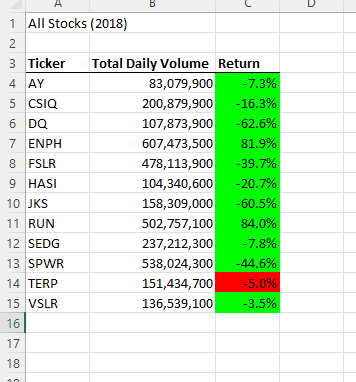 A B C D
1 All Stocks (2018)
2
3 Ticker Total Daily Volume Return
4 AY 83,079,900 -7.3%
5 CSIQ 200,879,900 -16.3%
6 DQ 107,873,900 -62.6%
7 ENPH 607,473,500 81.9%
8 FSLR 478,113,900 -39.7%
9 HASI 104,340,600 -20.7%
10 JKS 158,309,000 -60.5%
11 RUN 502,757,100 84.0%
12 SEDG 237,212,300 -7.8%
13 SPWR 538,024,300 -44.6%
14 TERP 151,434,700 -5.0%
15 VSLR 136,539,100 -3.5%
16
17
18